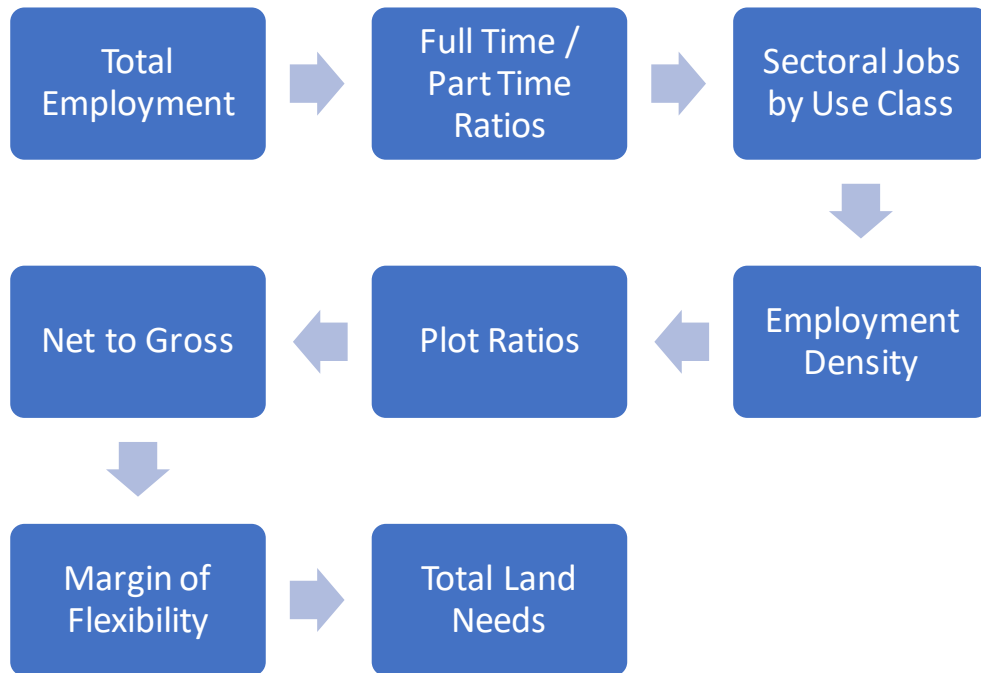 Total
Employment
Full Time /
Part Time
Ratios
Sectoral Jobs
by Use Class
Employment
Density
Plot Ratios
Net to Gross
Margin of
Flexibility
Total Land
Needs